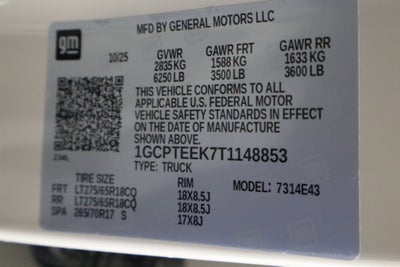 MFD BY GENERAL MOTORS LLC
gm
10/25 GVWR GAWR FRT GAWR RR
2835 KG 1588 KG 1633 KG
6250 LB 3500 LB 3600 LB
THIS VEHICLE CONFORMS TO ALL
APPLICABLE U.S. FEDERAL MOTOR
VEHICLE SAFETY STANDARDS IN EFFECT
ON THE DATE OF MANUFACTURE
SHOWN ABOVE.
1GCPTEEK7T1148853
TYPE: TRUCK
TIRE SIZE RIM MODEL: 7314E43
FRT LT275/65R18CQ 18X8.5J
RR LT275/65R18CQ 18X8.5J
SPA 265/70R17 S 17X8J